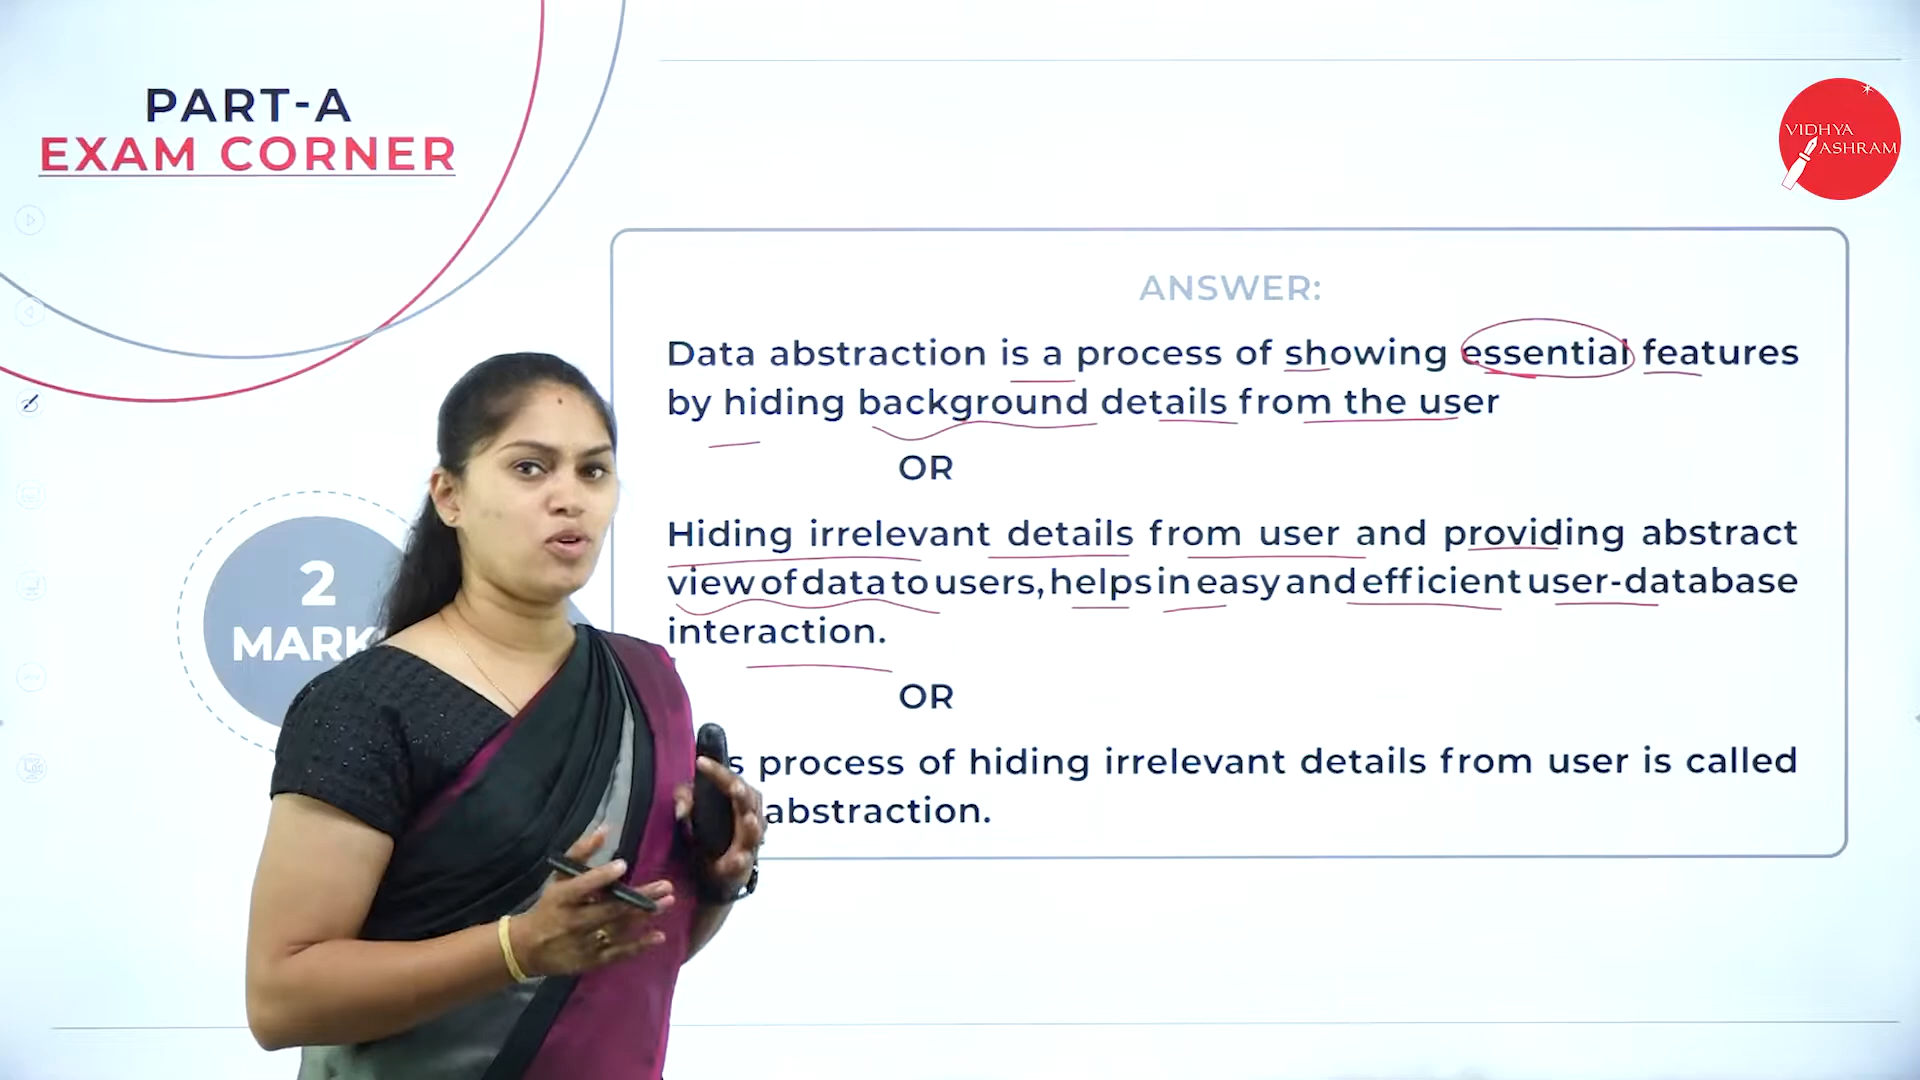 PART-A
EXAM CORNER
VIDHYA
ASHRAM
ANSWER:
Data abstraction is a process of showing essential features
by hiding background details from the user
OR
Hiding irrelevant details from user and providing abstract
view of data to users, helps in easy and efficient user-database
interaction.
OR
process of hiding irrelevant details from user is called
abstraction.
2